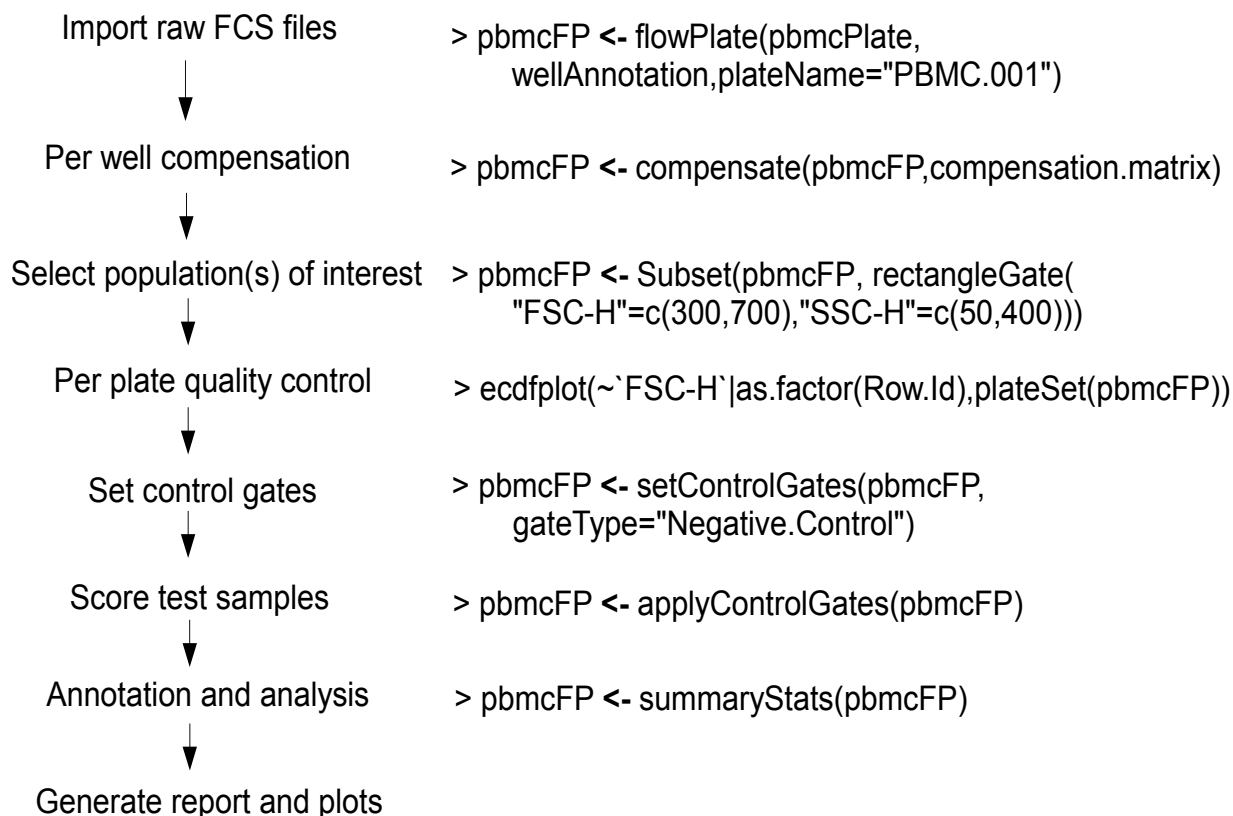 Import raw FCS files
> pbmcFP <- flowPlate(pbmcPlate,
wellAnnotation,plateName="PBMC.001")
Per well compensation
> pbmcFP <- compensate(pbmcFP,compensation.matrix)
Select population(s) of interest
> pbmcFP <- Subset(pbmcFP, rectangleGate(
"FSC-H"=c(300,700),"SSC-H"=c(50,400)))
Per plate quality control
> ecdfplot(~`FSC-H`|as.factor(Row.Id),plateSet(pbmcFP))
Set control gates
> pbmcFP <- setControlGates(pbmcFP,
gateType="Negative.Control")
Score test samples
> pbmcFP <- applyControlGates(pbmcFP)
Annotation and analysis
> pbmcFP <- summaryStats(pbmcFP)
Generate report and plots